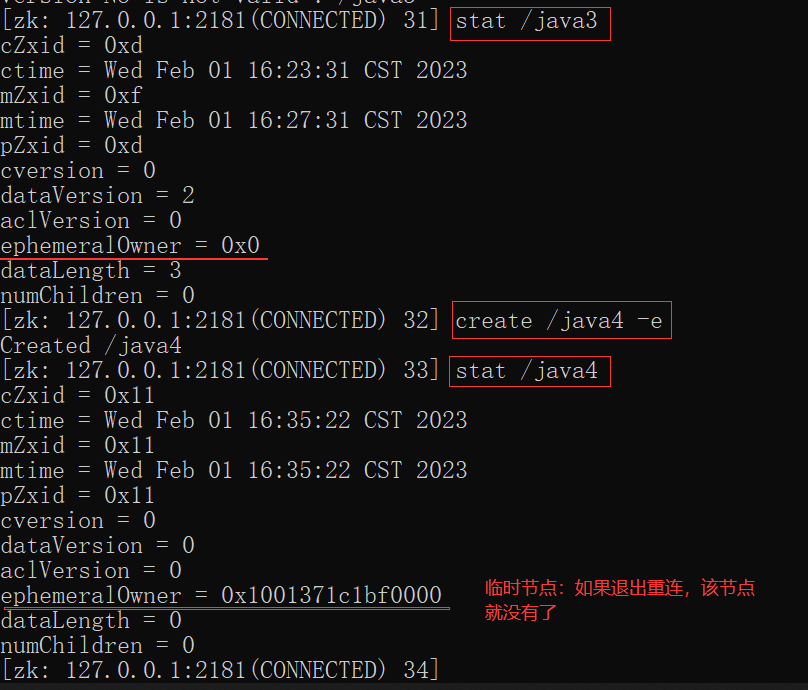 [zk: 127.0.0.1:2181(CONNECTED) 31] stat /java3
cZxid = 0xd
ctime = Wed Feb 01 16:23:31 CST 2023
mZxid = 0xf
mtime = Wed Feb 01 16:27:31 CST 2023
pZxid = 0xd
cversion = 0
dataVersion = 2
aclVersion = 0
ephemeralOwner = 0x0
dataLength = 3
numChildren = 0
[zk: 127.0.0.1:2181(CONNECTED) 32] create /java4 -e
Created /java4
[zk: 127.0.0.1:2181(CONNECTED) 33] stat /java4
cZxid = 0x11
ctime = Wed Feb 01 16:35:22 CST 2023
mZxid = 0x11
mtime = Wed Feb 01 16:35:22 CST 2023
pZxid = 0x11
cversion = 0
dataVersion = 0
aclVersion = 0
ephemeralOwner = 0x1001371c1bf0000
临时节点：如果退出重连，该节点
就没有了
dataLength = 0
numChildren = 0
[zk: 127.0.0.1:2181(CONNECTED) 34]